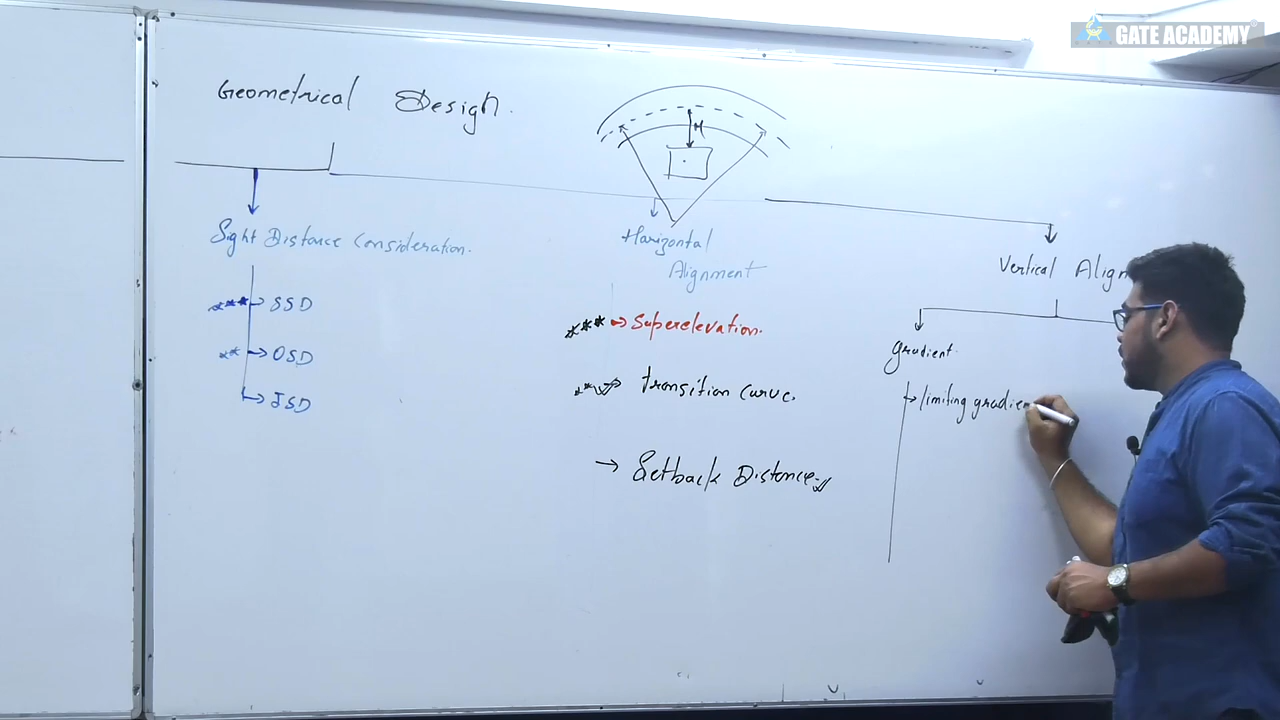 GATE ACADEMY
Geometrical Design.
M
Sight Distance Consideration.
*** → SSD
** → OSD
→ ISD
Horizontal
Alignment
*** → Superelevation.
** → transition curve.
→ Setback Distance.
Vertical Align
gradient.
→ limiting gradien